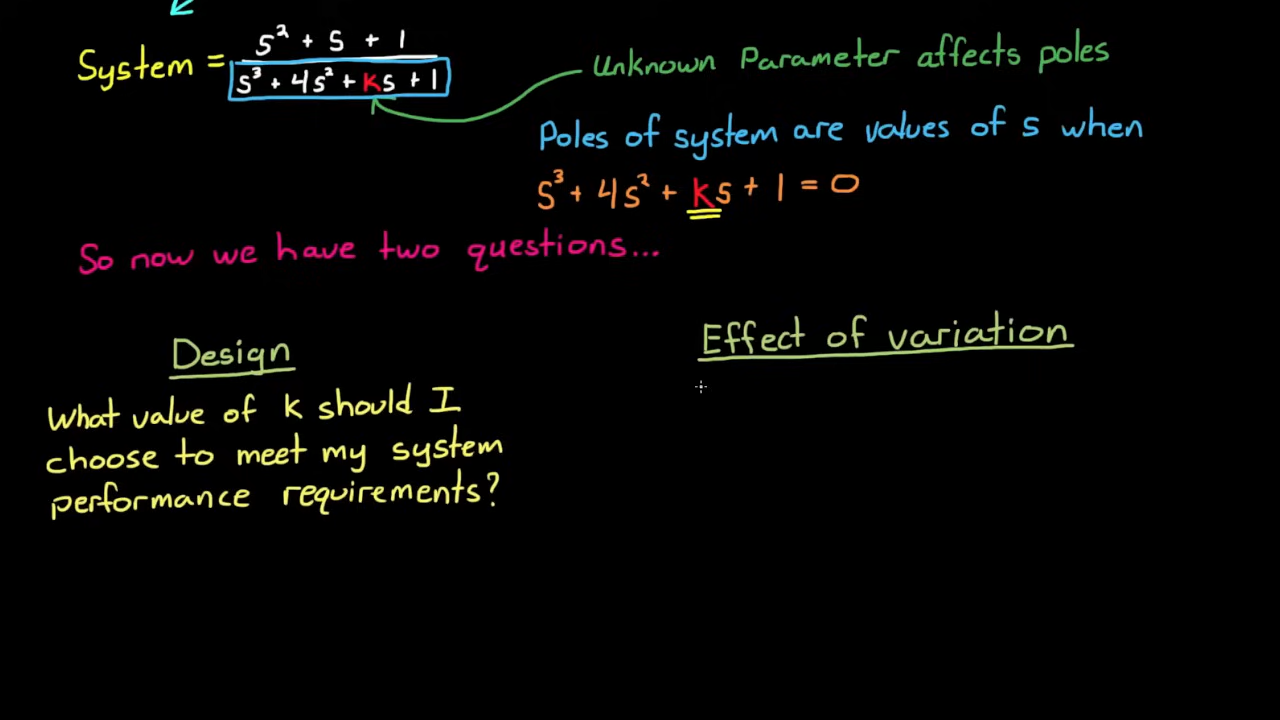 System = s² + s + 1 / s³ + 4s² + ks + 1
Unknown Parameter affects poles
Poles of system are values of s when
s³ + 4s² + ks + 1 = 0
So now we have two questions...
Design
What value of k should I
choose to meet my system
performance requirements?
Effect of variation